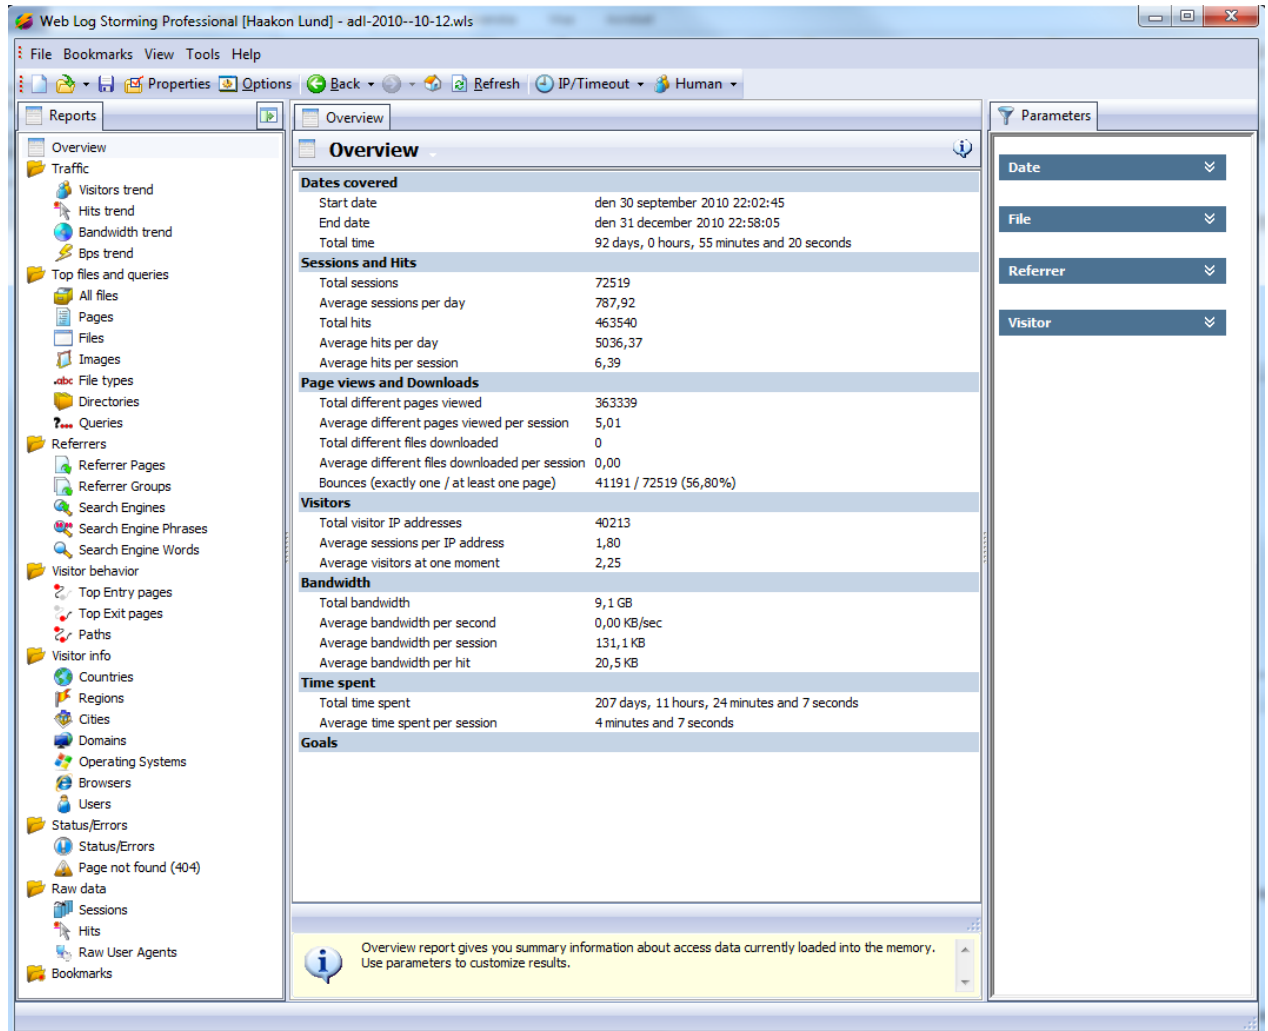 Web Log Storming Professional [Haakon Lund] - adl-2010--10-12.wls
File Bookmarks View Tools Help
Properties Options Back Refresh IP/Timeout Human
Reports
Overview
Traffic
Visitors trend
Hits trend
Bandwidth trend
Bps trend
Top files and queries
All files
Pages
Files
Images
.abc File types
Directories
?... Queries
Referrers
Referrer Pages
Referrer Groups
Search Engines
Search Engine Phrases
Search Engine Words
Visitor behavior
Top Entry pages
Top Exit pages
Paths
Visitor info
Countries
Regions
Cities
Domains
Operating Systems
Browsers
Users
Status/Errors
Status/Errors
Page not found (404)
Raw data
Sessions
Hits
Raw User Agents
Bookmarks
Overview
Overview
Dates covered
Start date den 30 september 2010 22:02:45
End date den 31 december 2010 22:58:05
Total time 92 days, 0 hours, 55 minutes and 20 seconds
Sessions and Hits
Total sessions 72519
Average sessions per day 787,92
Total hits 463540
Average hits per day 5036,37
Average hits per session 6,39
Page views and Downloads
Total different pages viewed 363339
Average different pages viewed per session 5,01
Total different files downloaded 0
Average different files downloaded per session 0,00
Bounces (exactly one / at least one page) 41191 / 72519 (56,80%)
Visitors
Total visitor IP addresses 40213
Average sessions per IP address 1,80
Average visitors at one moment 2,25
Bandwidth
Total bandwidth 9,1 GB
Average bandwidth per second 0,00 KB/sec
Average bandwidth per session 131,1 KB
Average bandwidth per hit 20,5 KB
Time spent
Total time spent 207 days, 11 hours, 24 minutes and 7 seconds
Average time spent per session 4 minutes and 7 seconds
Goals
Overview report gives you summary information about access data currently loaded into the memory.
Use parameters to customize results.
Parameters
Date
File
Referrer
Visitor